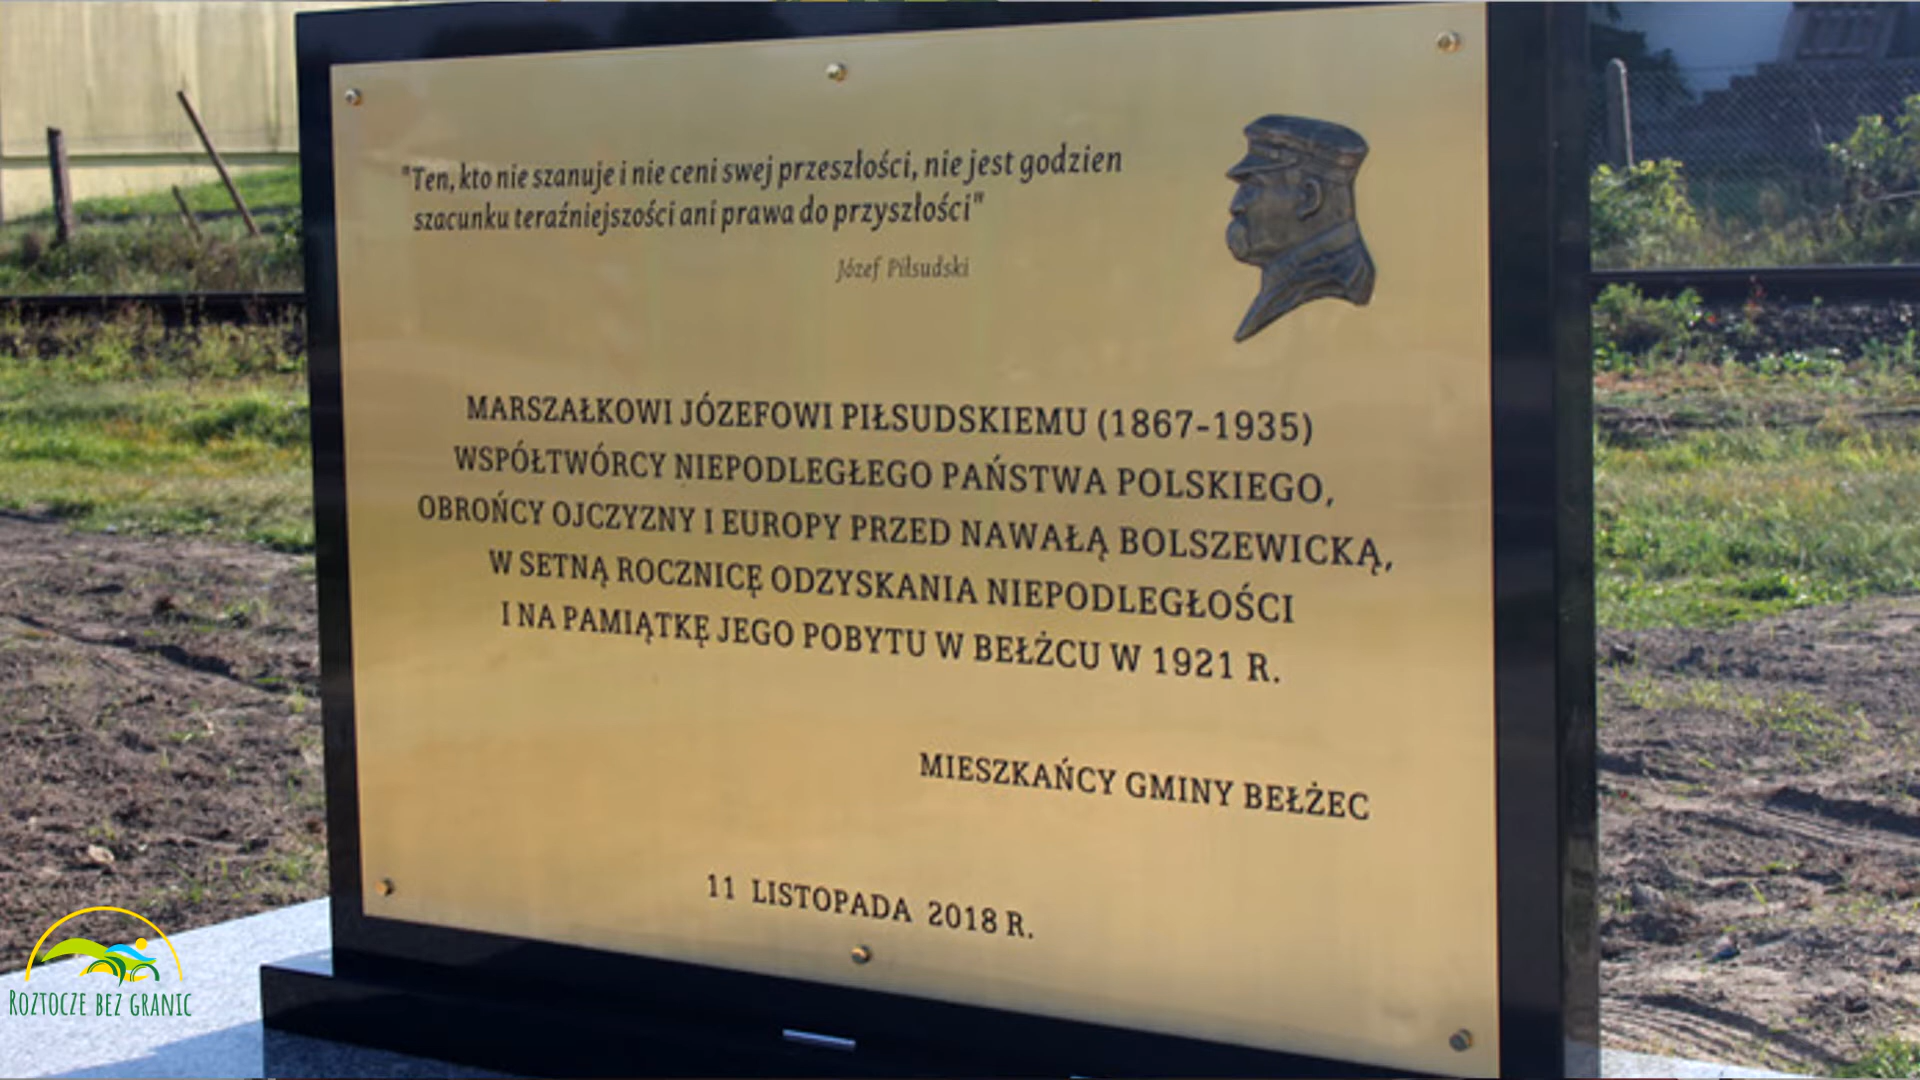 "Ten, kto nie szanuje i nie ceni swej przeszłości, nie jest godzien
szacunku teraźniejszości ani prawa do przyszłości"
Józef Piłsudski
MARSZAŁKOWI JÓZEFOWI PIŁSUDSKIEMU (1867-1935)
WSPÓŁTWÓRCY NIEPODLEGŁEGO PAŃSTWA POLSKIEGO,
OBROŃCY OJCZYZNY I EUROPY PRZED NAWAŁĄ BOLSZEWICKĄ,
W SETNĄ ROCZNICĘ ODZYSKANIA NIEPODLEGŁOŚCI
I NA PAMIĄTKĘ JEGO POBYTU W BEŁŻCU W 1921 R.
MIESZKAŃCY GMINY BEŁŻEC
11 LISTOPADA 2018 R.
ROZTOCZE BEZ GRANIC